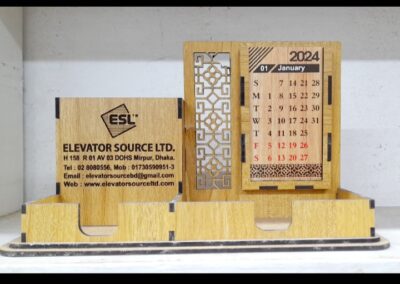 ESL
ELEVATOR SOURCE LTD.
H 158 R 01 AV 03 DOHS Mirpur, Dhaka.
Tel : 02 8080556, Mob : 01730590951-3
Email : elevatorsourcebd@gmail.com
Web : www.elevatorsourceltd.com
2024
01 January
S 7 14 21 28
M 1 8 15 22 29
T 2 9 16 23 30
W 3 10 17 24 31
T 4 11 18 25
F 5 12 19 26
S 6 13 20 27